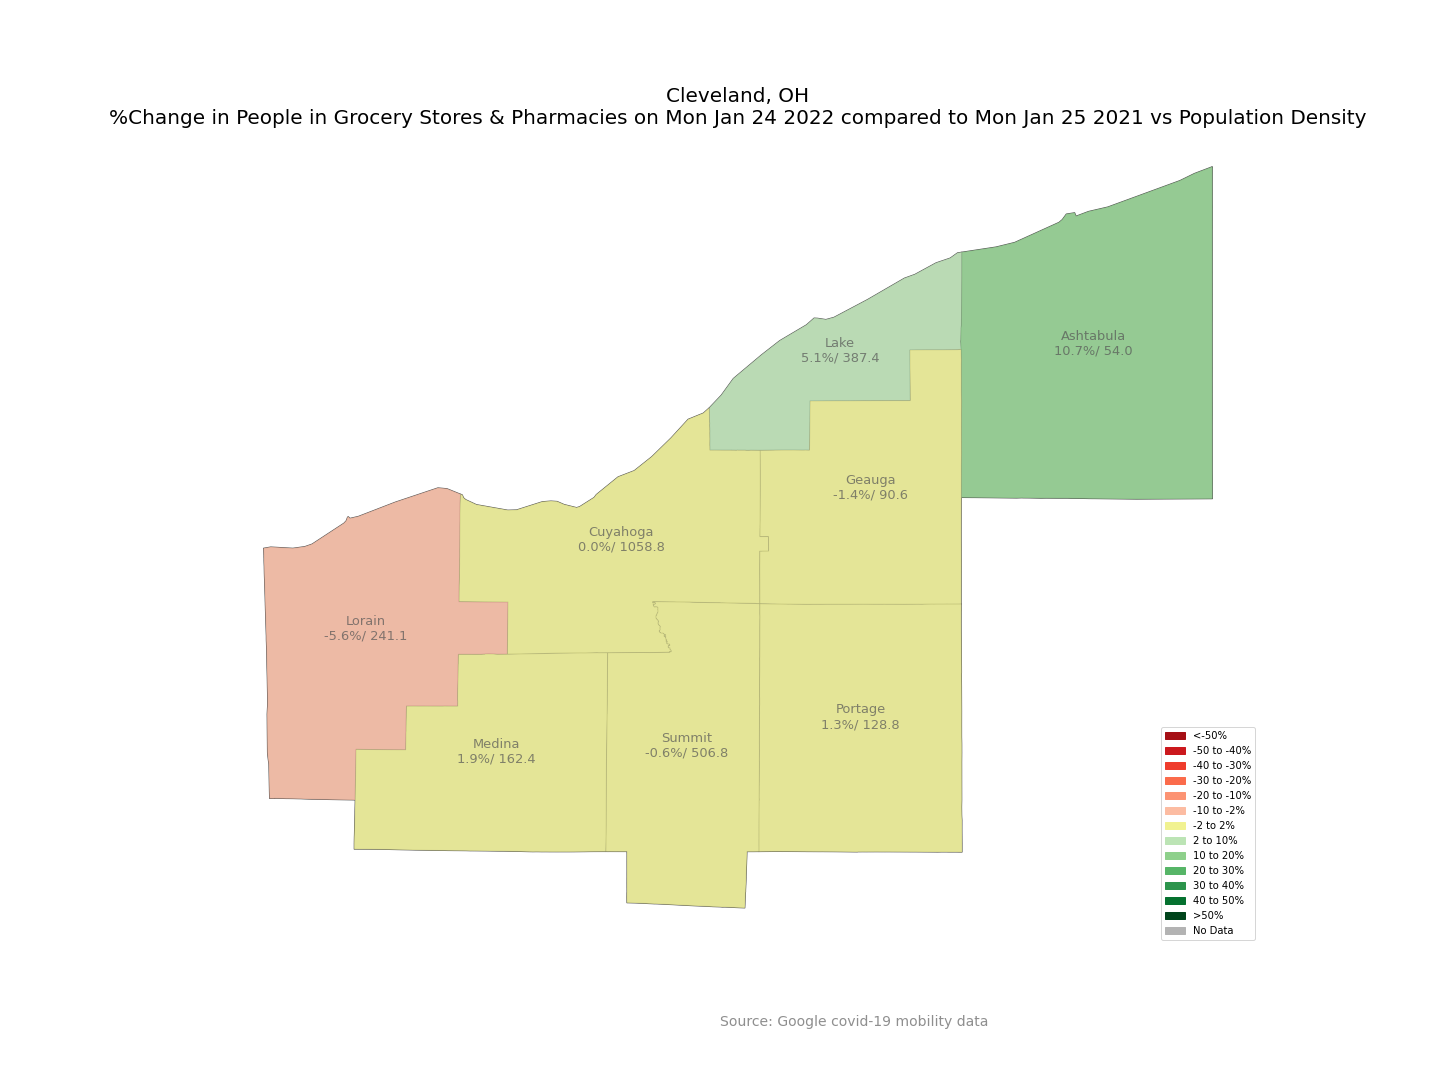 Cleveland, OH
%Change in People in Grocery Stores & Pharmacies on Mon Jan 24 2022 compared to Mon Jan 25 2021 vs Population Density
Ashtabula
10.7%/ 54.0
Lake
5.1%/ 387.4
Geauga
-1.4%/ 90.6
Cuyahoga
0.0%/ 1058.8
Lorain
-5.6%/ 241.1
Portage
1.3%/ 128.8
Summit
-0.6%/ 506.8
Medina
1.9%/ 162.4
<-50%
-50 to -40%
-40 to -30%
-30 to -20%
-20 to -10%
-10 to -2%
-2 to 2%
2 to 10%
10 to 20%
20 to 30%
30 to 40%
40 to 50%
>50%
No Data
Source: Google covid-19 mobility data